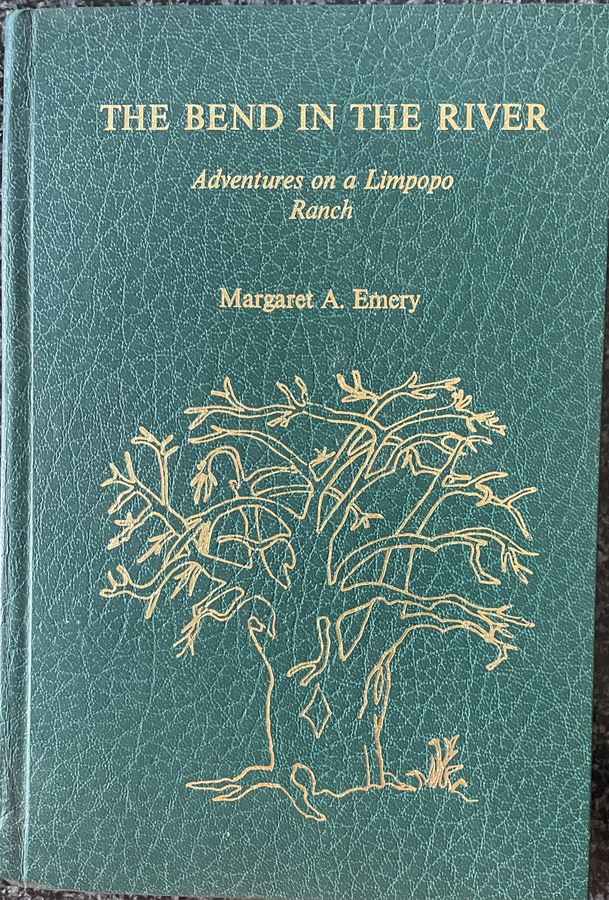 THE BEND IN THE RIVER
Adventures on a Limpopo
Ranch
Margaret A. Emery